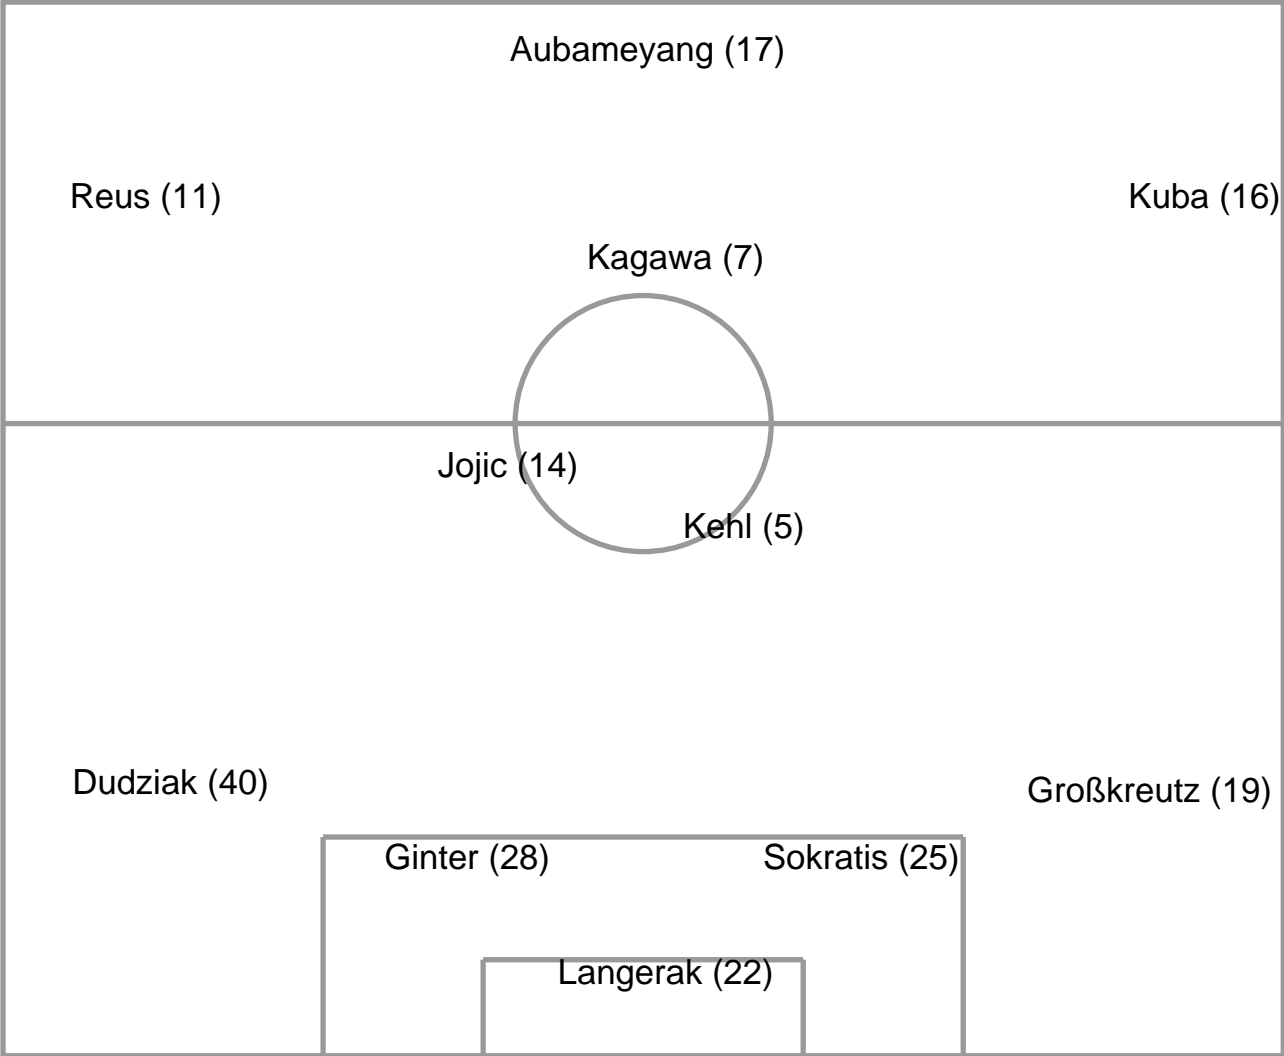 Aubameyang (17)
Reus (11)
Kuba (16)
Kagawa (7)
Jojic (14)
Kehl (5)
Dudziak (40)
Großkreutz (19)
Ginter (28)
Sokratis (25)
Langerak (22)